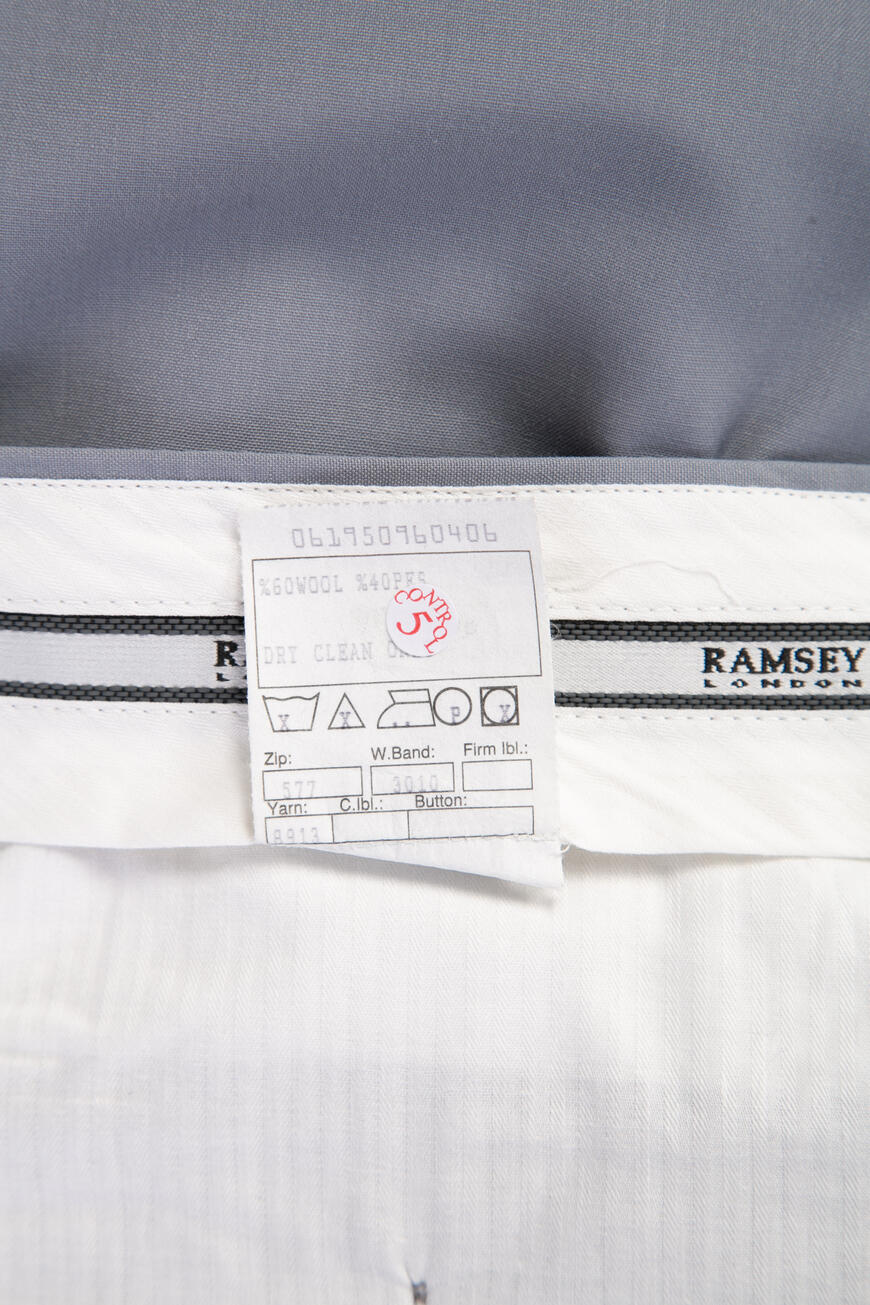 061950960406
%60WOOL %40PES
CONTROL
5
DRY CLEAN
R
L
RAMSEY
LONDON
X X .. P X
Zip: W.Band: Firm lbl.:
577 3010
Yarn: C.lbl.: Button:
8913